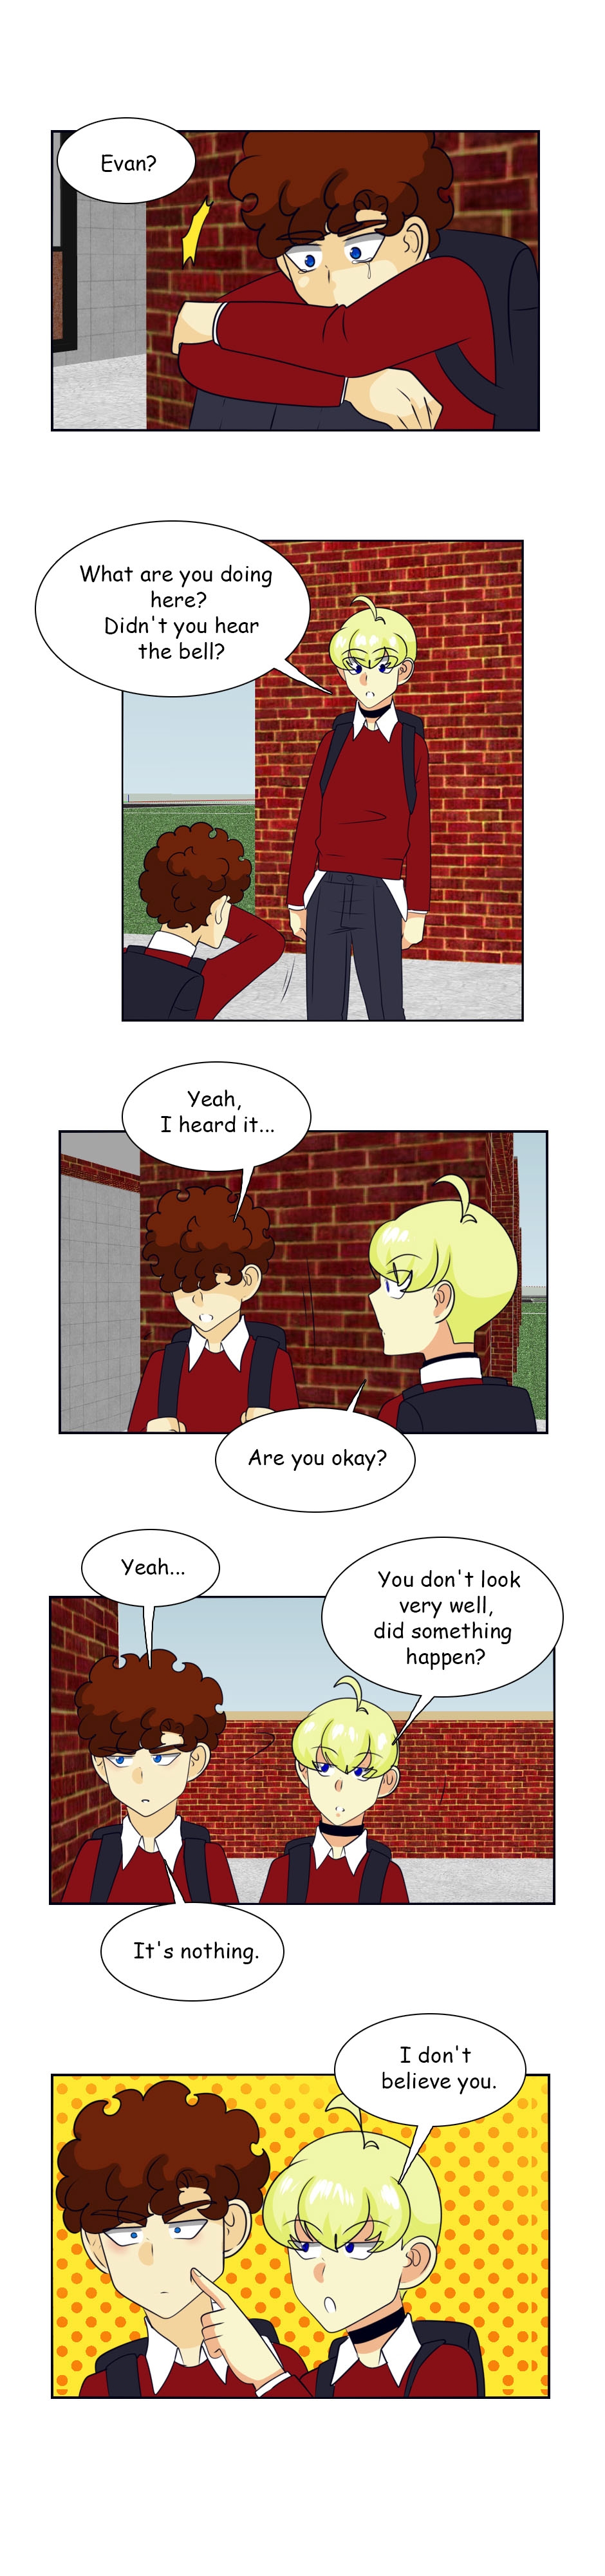 Evan?
What are you doing
here?
Didn't you hear
the bell?
Yeah,
I heard it...
Are you okay?
Yeah...
You don't look
very well,
did something
happen?
It's nothing.
I don't
believe you.